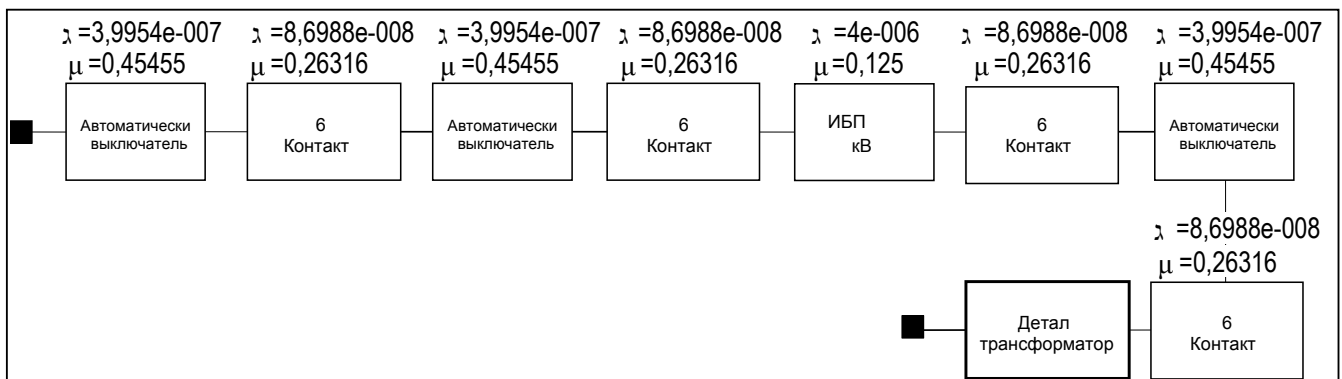 λ =3,9954e-007 λ =8,6988e-008 λ =3,9954e-007 λ =8,6988e-008 λ =4e-006 λ =8,6988e-008 λ =3,9954e-007
μ =0,45455 μ =0,26316 μ =0,45455 μ =0,26316 μ =0,125 μ =0,26316 μ =0,45455
Автоматически
выключатель
6
Контакт
Автоматически
выключатель
6
Контакт
ИБП
кВ
6
Контакт
Автоматически
выключатель
λ =8,6988e-008
μ =0,26316
Детал
трансформатор
6
Контакт